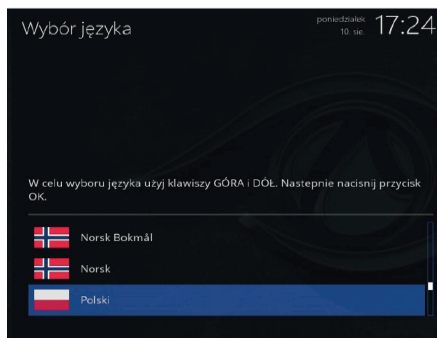 Wybór języka
poniedziałek
10. sie.
17:24
W celu wyboru języka użyj klawiszy GÓRA i DÓŁ. Nastepnie nacisnij przycisk
OK.
Norsk Bokmål
Norsk
Polski